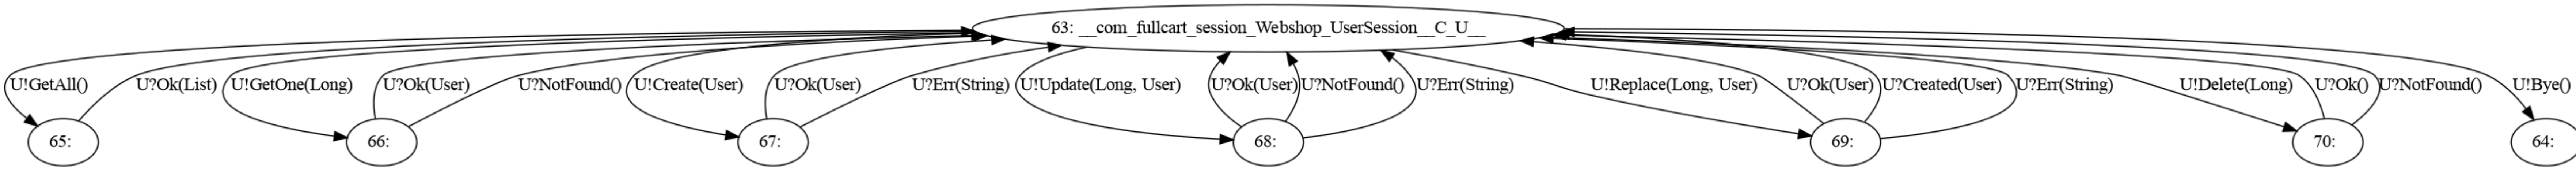 63: __com_fullcart_session_Webshop_UserSession__C_U__
U!GetAll()
U?Ok(List)
U!GetOne(Long)
U?Ok(User)
U?NotFound()
U!Create(User)
U?Ok(User)
U?Err(String)
U!Update(Long, User)
U?Ok(User)
U?NotFound()
U?Err(String)
U!Replace(Long, User)
U?Ok(User)
U?Created(User)
U?Err(String)
U!Delete(Long)
U?Ok()
U?NotFound()
U!Bye()
65:
66:
67:
68:
69:
70:
64: